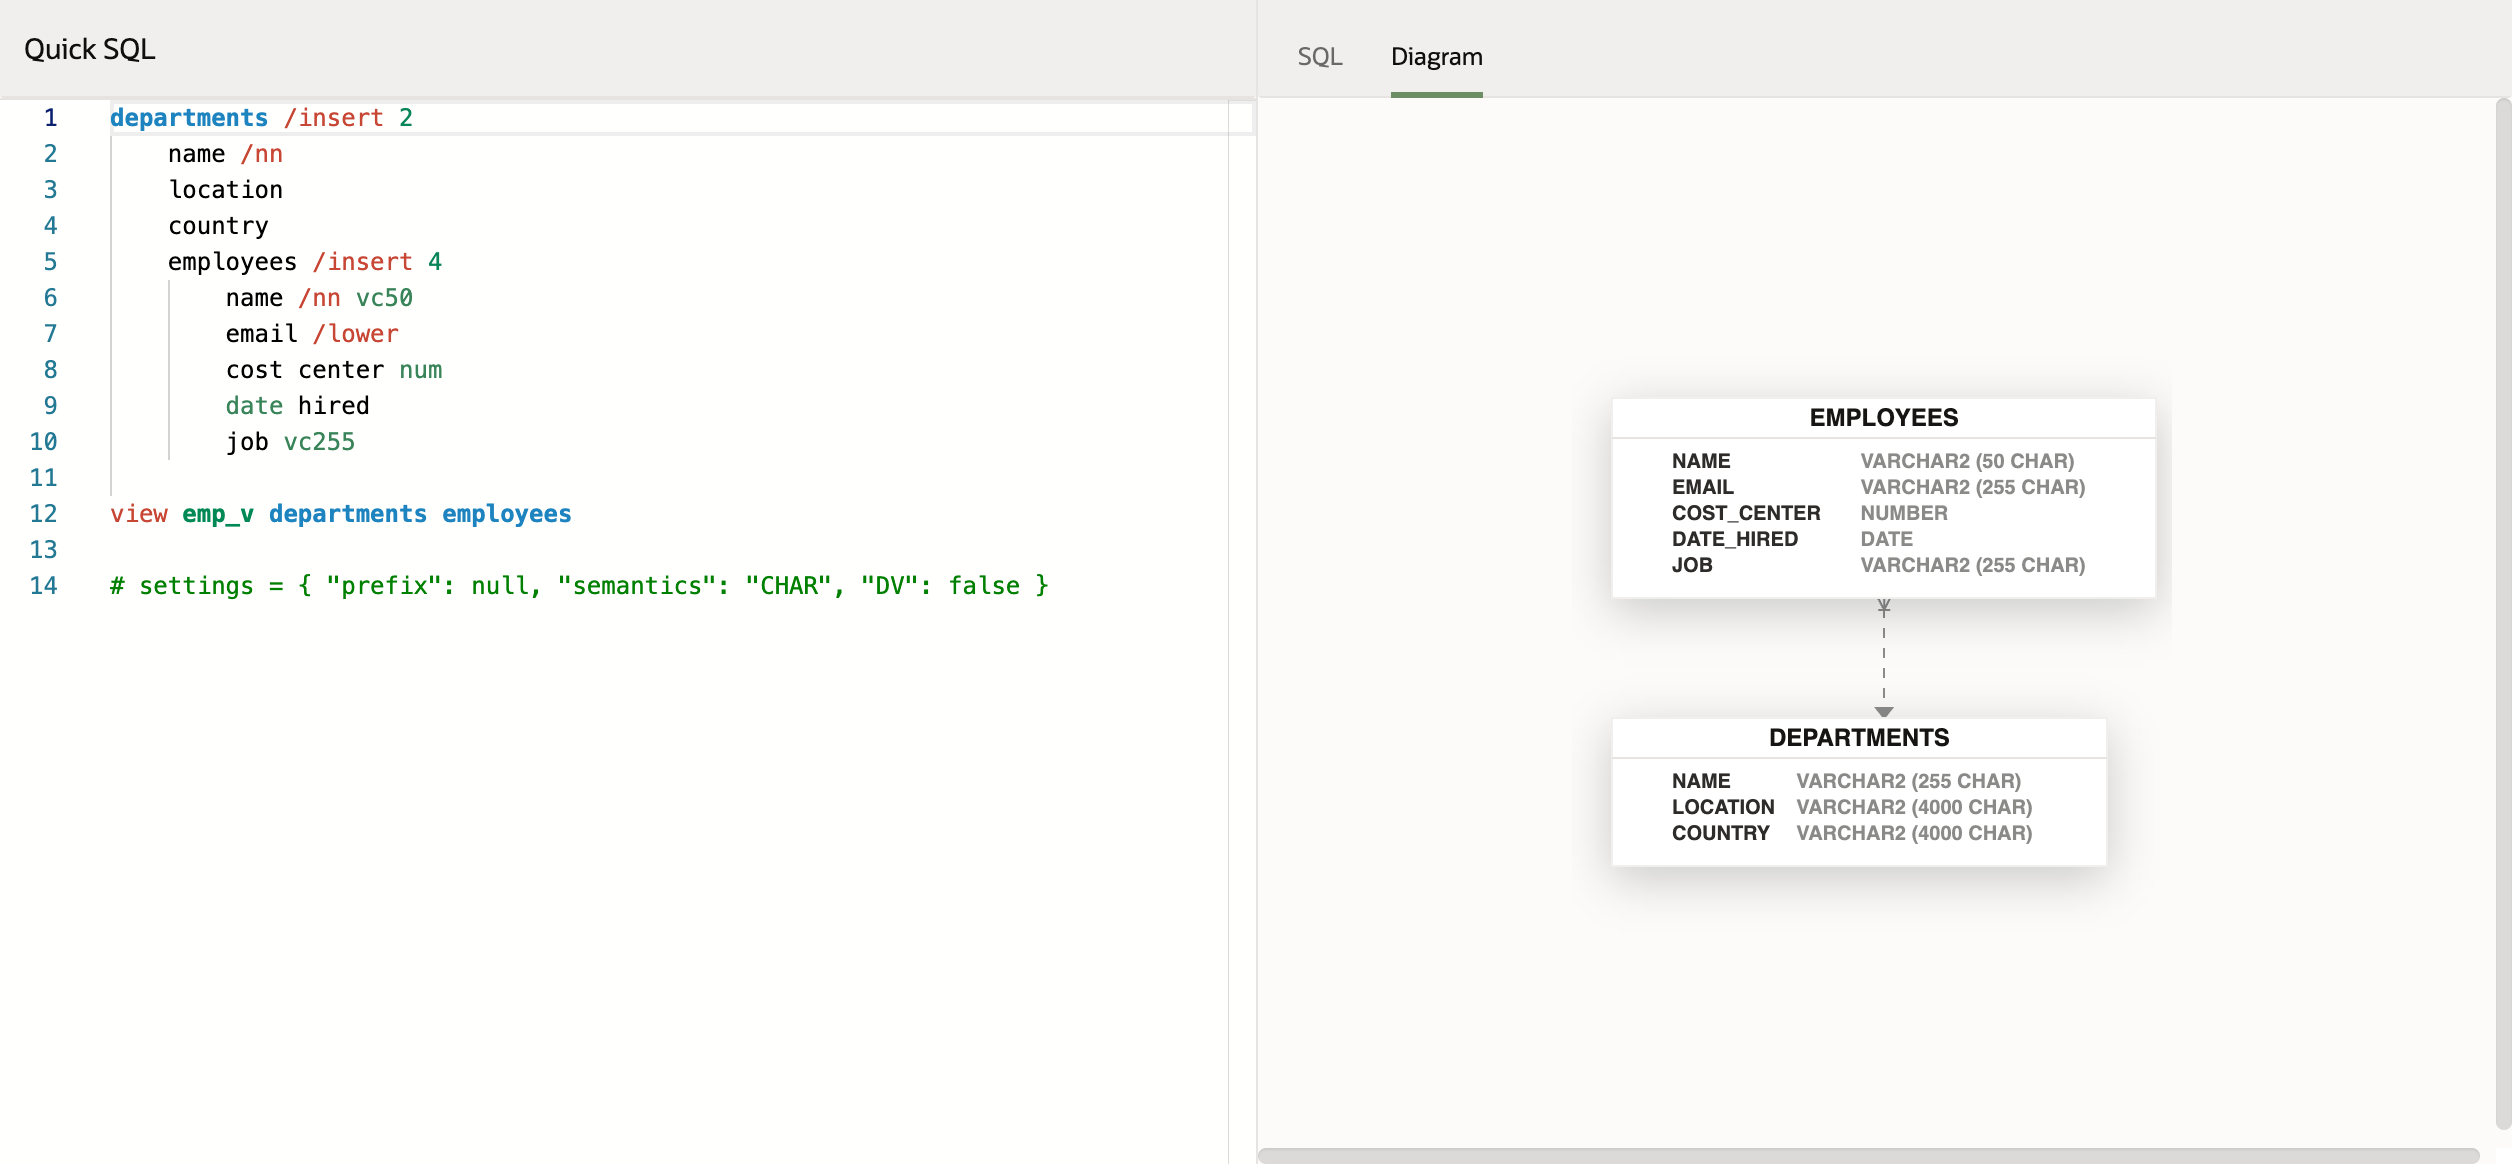 Quick SQL
1 departments /insert 2
2 name /nn
3 location
4 country
5 employees /insert 4
6 name /nn vc50
7 email /lower
8 cost center num
9 date hired
10 job vc255
11
12 view emp_v departments employees
13
14 # settings = { "prefix": null, "semantics": "CHAR", "DV": false }
SQL Diagram
EMPLOYEES
NAME VARCHAR2 (50 CHAR)
EMAIL VARCHAR2 (255 CHAR)
COST_CENTER NUMBER
DATE_HIRED DATE
JOB VARCHAR2 (255 CHAR)
DEPARTMENTS
NAME VARCHAR2 (255 CHAR)
LOCATION VARCHAR2 (4000 CHAR)
COUNTRY VARCHAR2 (4000 CHAR)